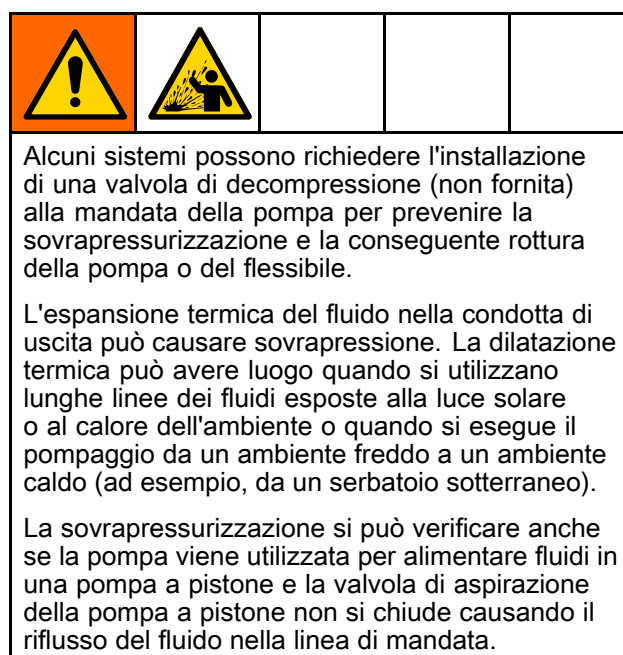 Alcuni sistemi possono richiedere l'installazione
di una valvola di decompressione (non fornita)
alla mandata della pompa per prevenire la
sovrapressurizzazione e la conseguente rottura
della pompa o del flessibile.
L'espansione termica del fluido nella condotta di
uscita può causare sovrapressione. La dilatazione
termica può avere luogo quando si utilizzano
lunghe linee dei fluidi esposte alla luce solare
o al calore dell'ambiente o quando si esegue il
pompaggio da un ambiente freddo a un ambiente
caldo (ad esempio, da un serbatoio sotterraneo).
La sovrapressurizzazione si può verificare anche
se la pompa viene utilizzata per alimentare fluidi in
una pompa a pistone e la valvola di aspirazione
della pompa a pistone non si chiude causando il
riflusso del fluido nella linea di mandata.